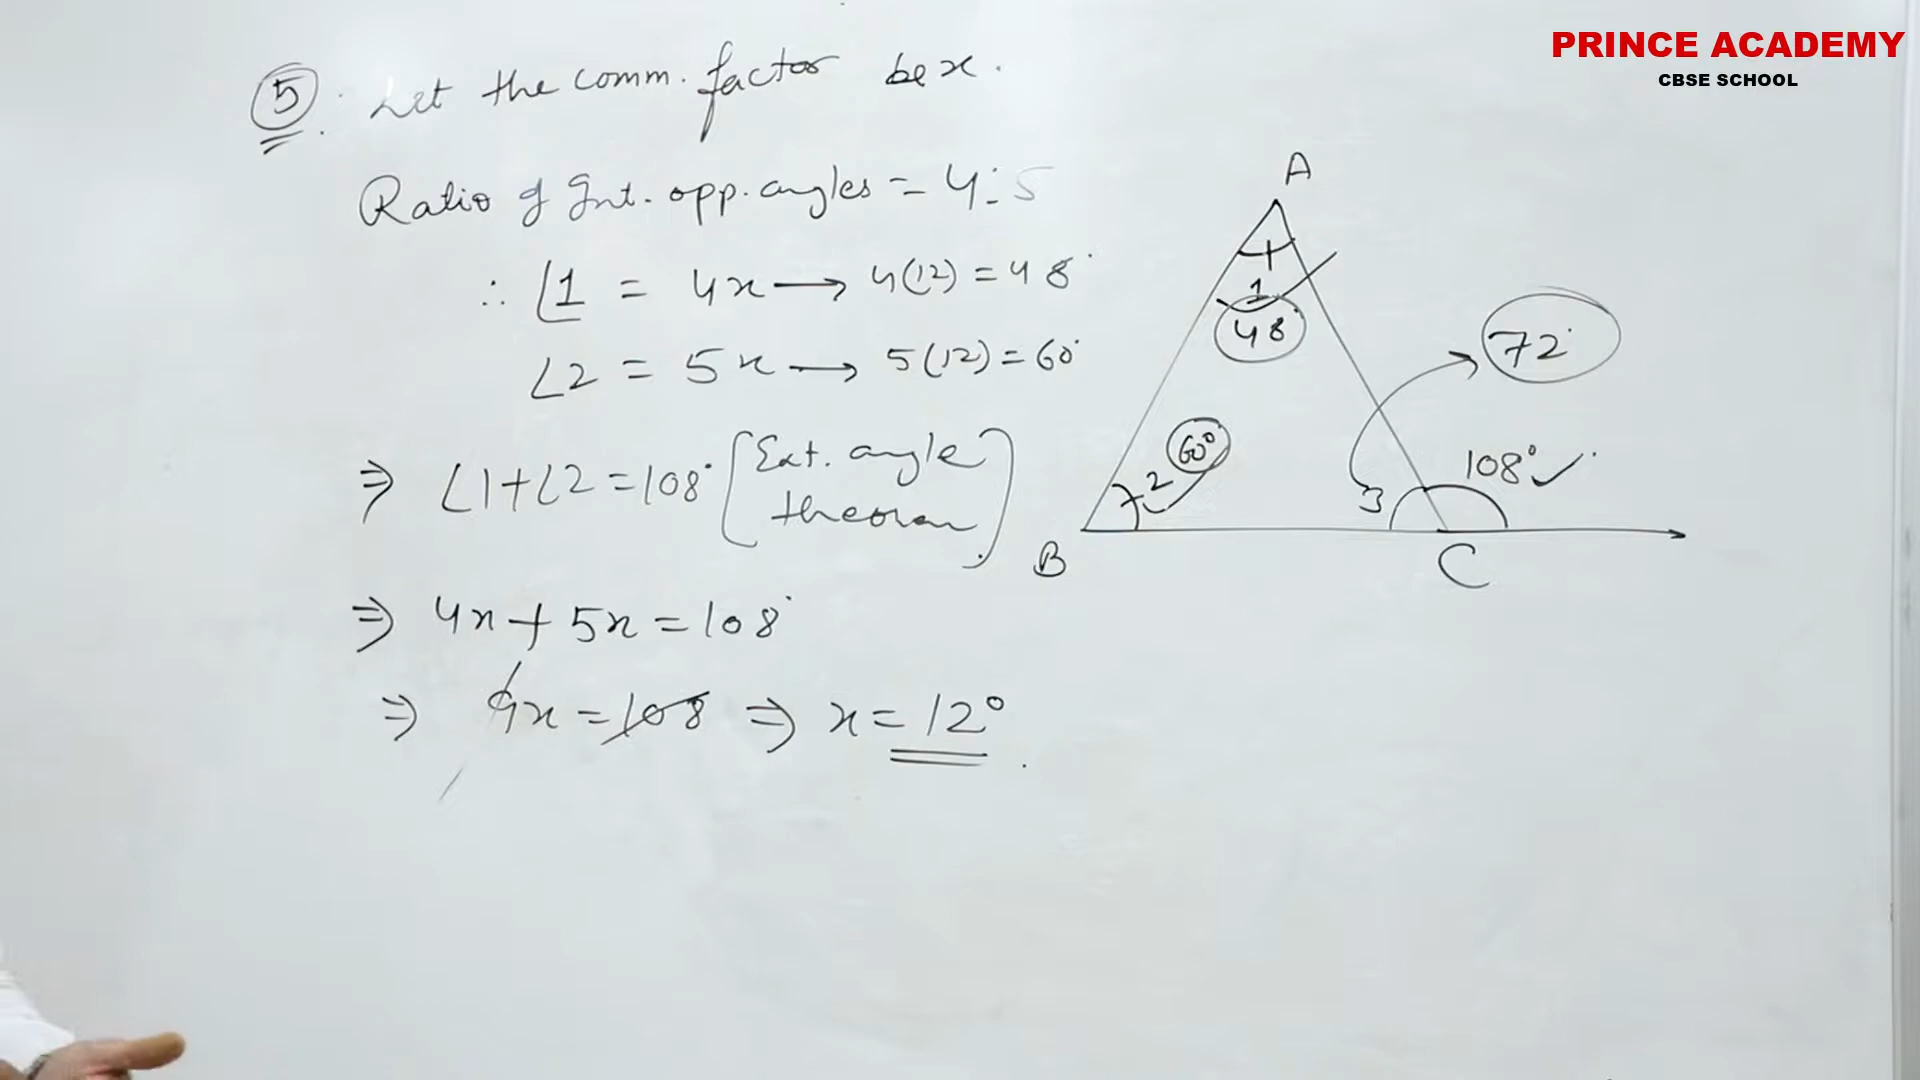 PRINCE ACADEMY
CBSE SCHOOL
5. Let the comm. factor be x.
Ratio of Int. opp. angles = 4:5
∴ ∠1 = 4x → 4(12) = 48°
∠2 = 5x → 5(12) = 60°
⇒ ∠1+∠2 = 108° [Ext. angle
theorem]
⇒ 4x + 5x = 108°
⇒ 9x = 108 ⇒ x = 12°
A
1
48°
72°
60°
2
3
108° ✓
B
C